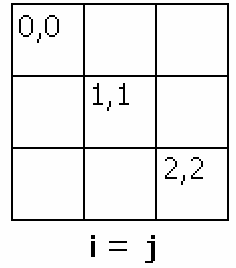 0,0
1,1
2,2
i = j